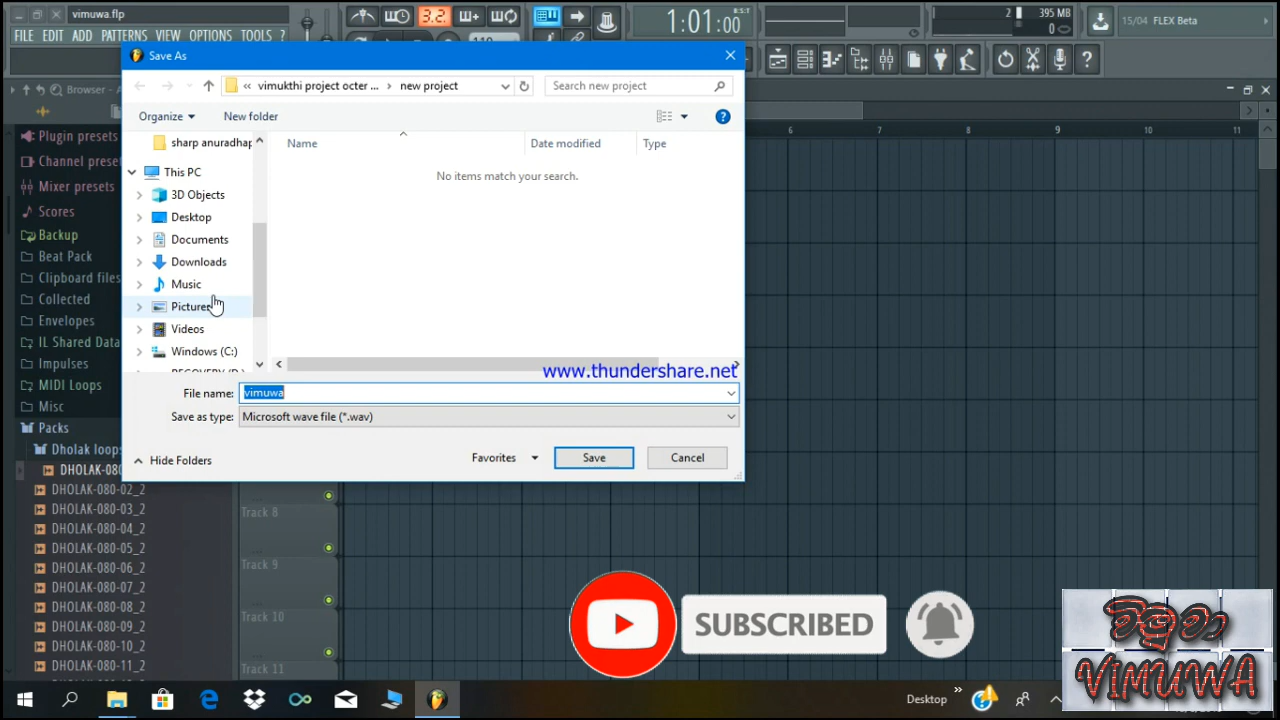 vimuwa.flp
FILE EDIT ADD PATTERNS VIEW OPTIONS TOOLS ?
3.2.
1:01:00
B:S:T
2
395 MB
0
15/04 FLEX Beta
Save As
« vimukthi project octer ... › new project
Search new project
Organize
New folder
Browser - A
Plugin presets
Channel prese
Mixer presets
Scores
Backup
Beat Pack
Clipboard files
Collected
Envelopes
IL Shared Data
Impulses
MIDI Loops
Misc
Packs
Dholak loop
DHOLAK-080
DHOLAK-080-02_2
DHOLAK-080-03_2
DHOLAK-080-04_2
DHOLAK-080-05_2
DHOLAK-080-06_2
DHOLAK-080-07_2
DHOLAK-080-08_2
DHOLAK-080-09_2
DHOLAK-080-10_2
DHOLAK-080-11_2
sharp anuradhap
This PC
3D Objects
Desktop
Documents
Downloads
Music
Pictures
Videos
Windows (C:)
RECOVERY (D:)
Name
Date modified
Type
No items match your search.
www.thundershare.net
File name: vimuwa
Save as type: Microsoft wave file (*.wav)
Hide Folders
Favorites
Save
Cancel
6 7 8 9 10 11
Track 8
Track 9
Track 10
Track 11
SUBSCRIBED
විමුවා
VIMUWA
Desktop